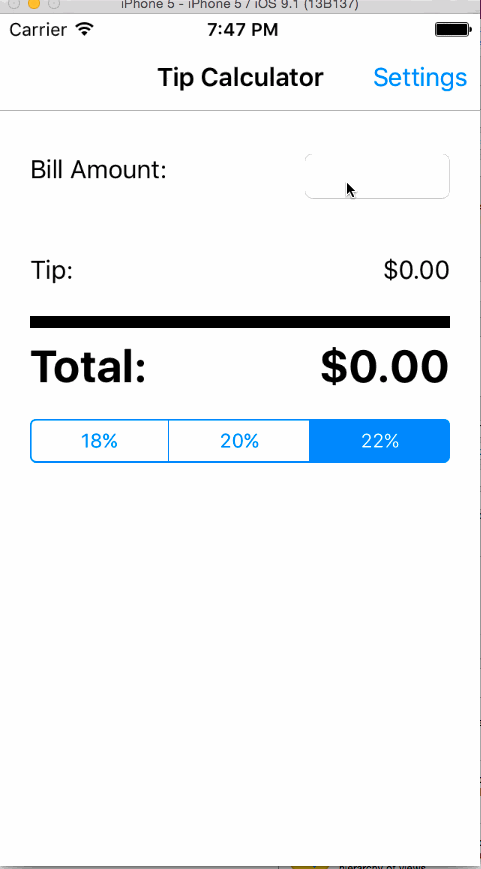 iPhone 5 - iPhone 5 / iOS 9.1 (13B137)
Carrier 7:47 PM
Tip Calculator Settings
Bill Amount:
Tip: $0.00
Total: $0.00
18% 20% 22%
hierarchy of views